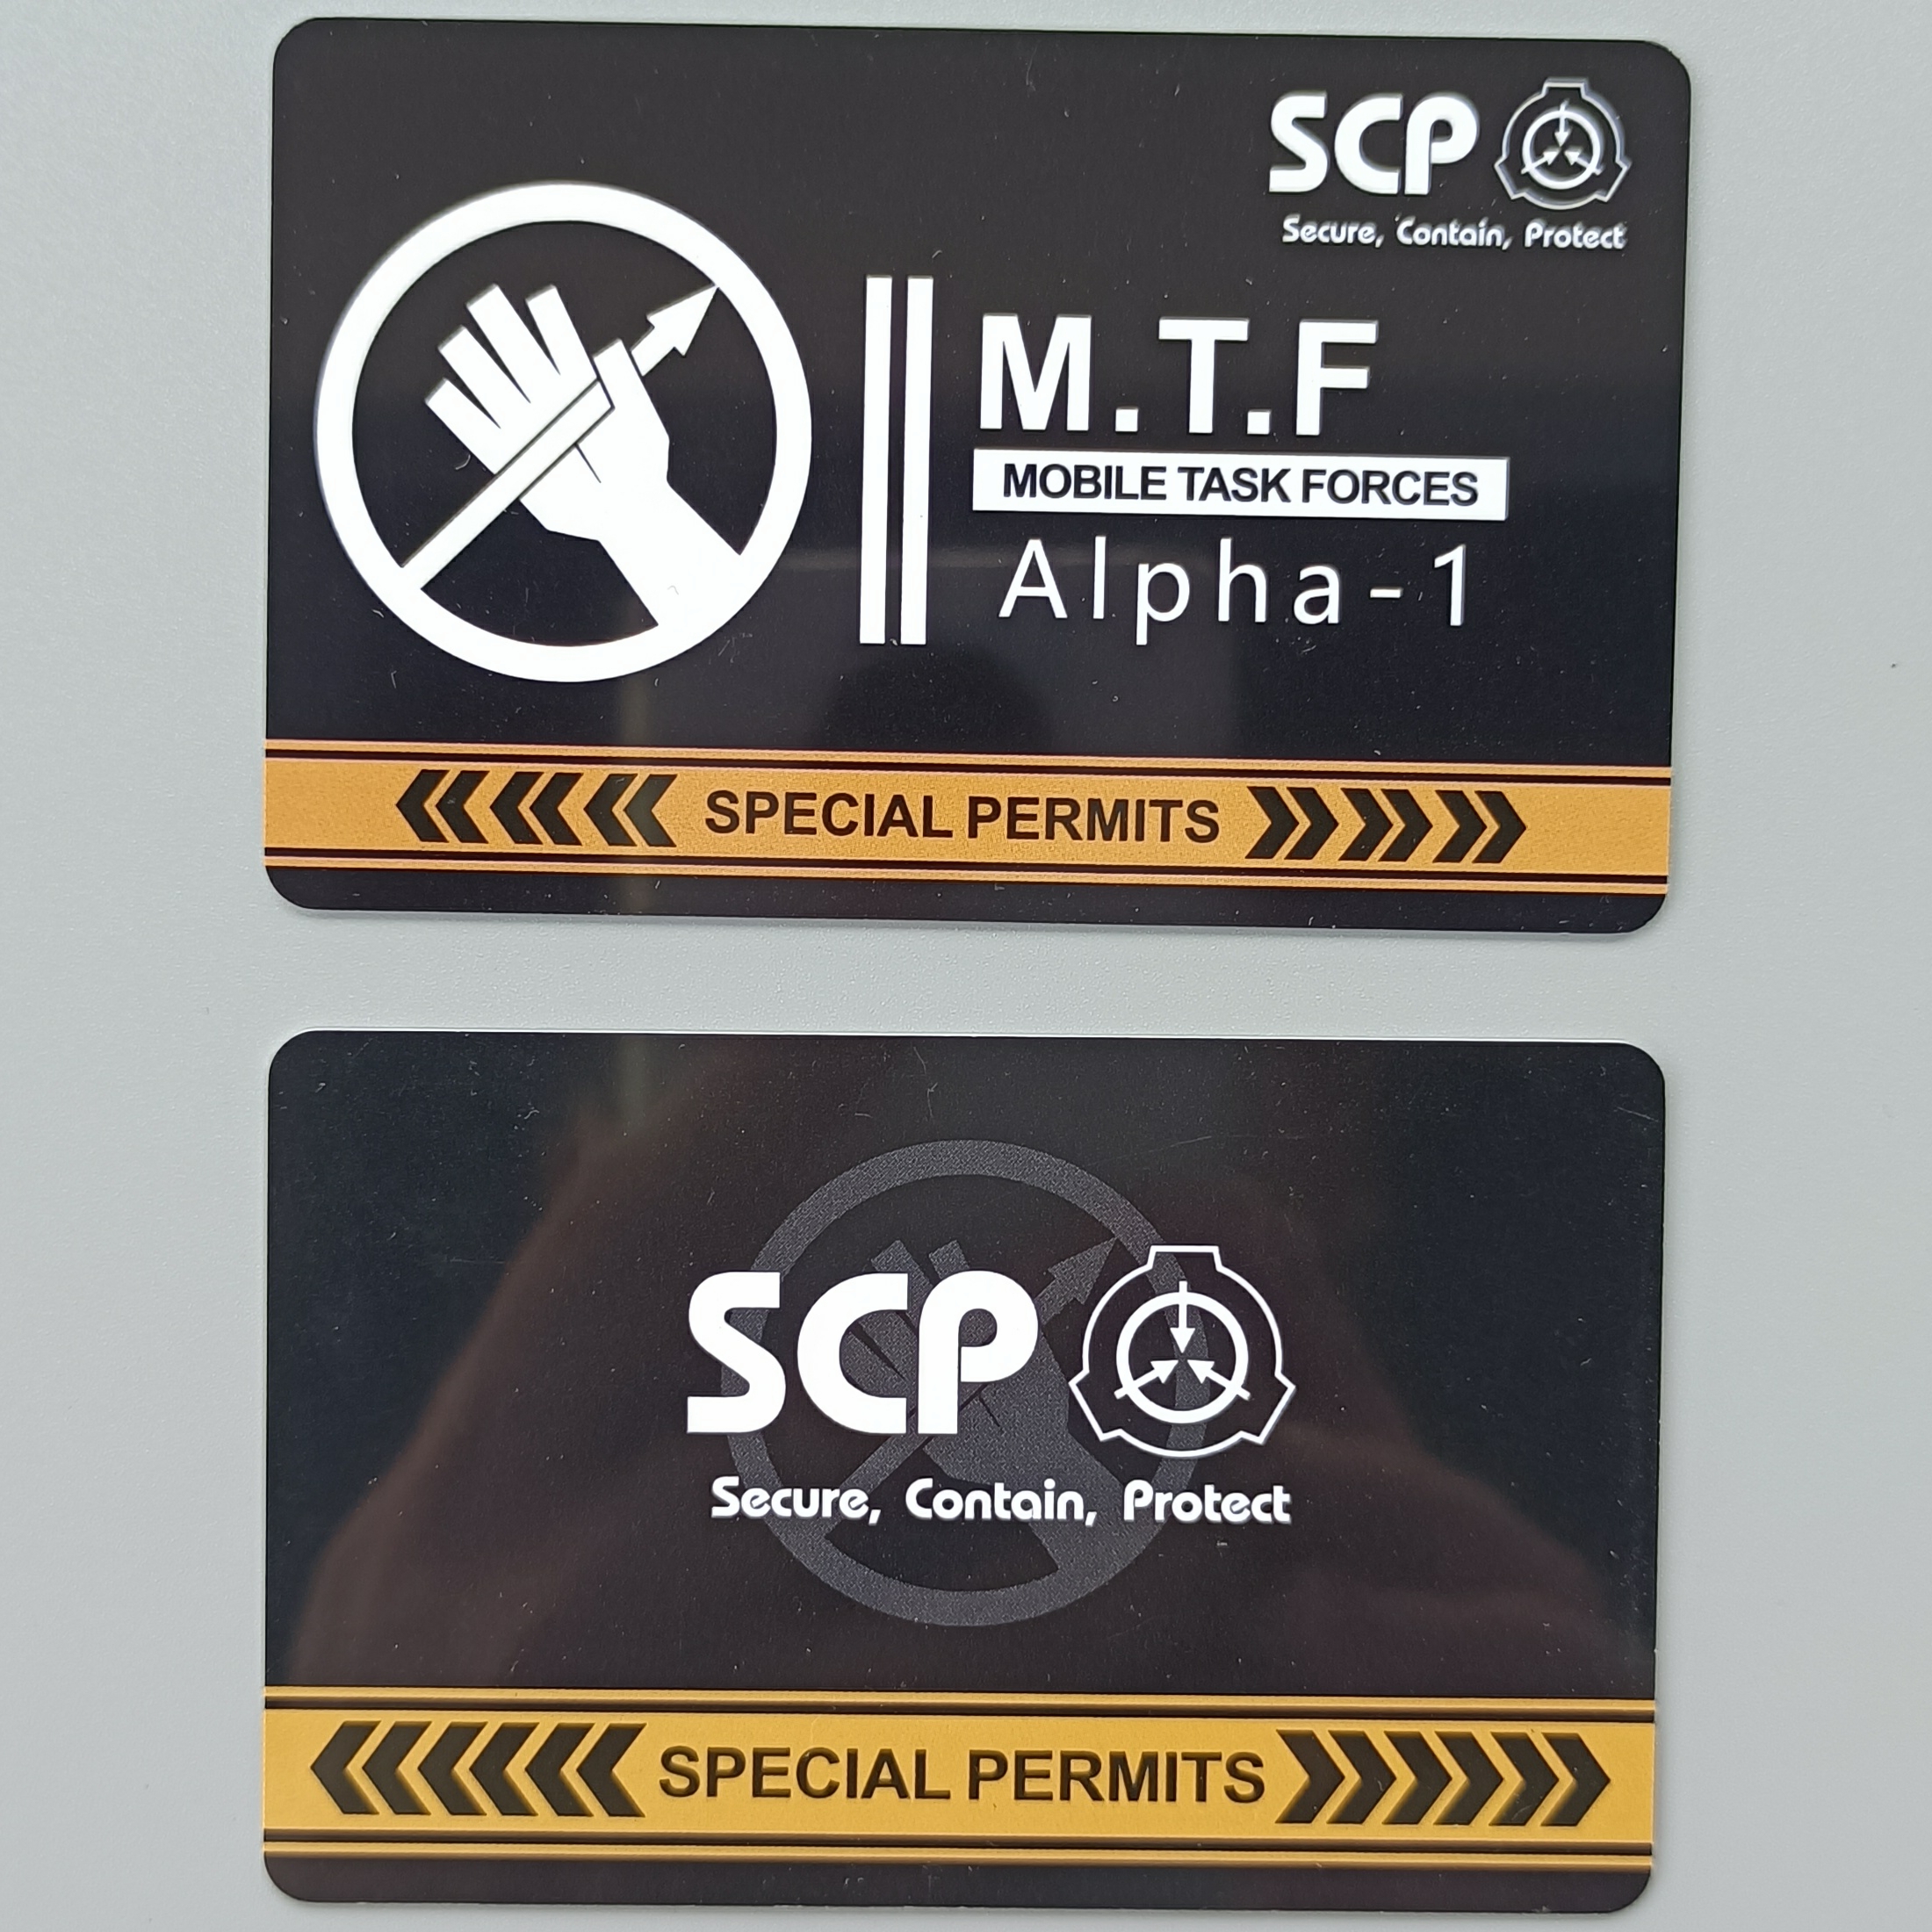 SCP
Secure, Contain, Protect
M.T.F
MOBILE TASK FORCES
Alpha-1
SPECIAL PERMITS
SCP
Secure, Contain, Protect
SPECIAL PERMITS